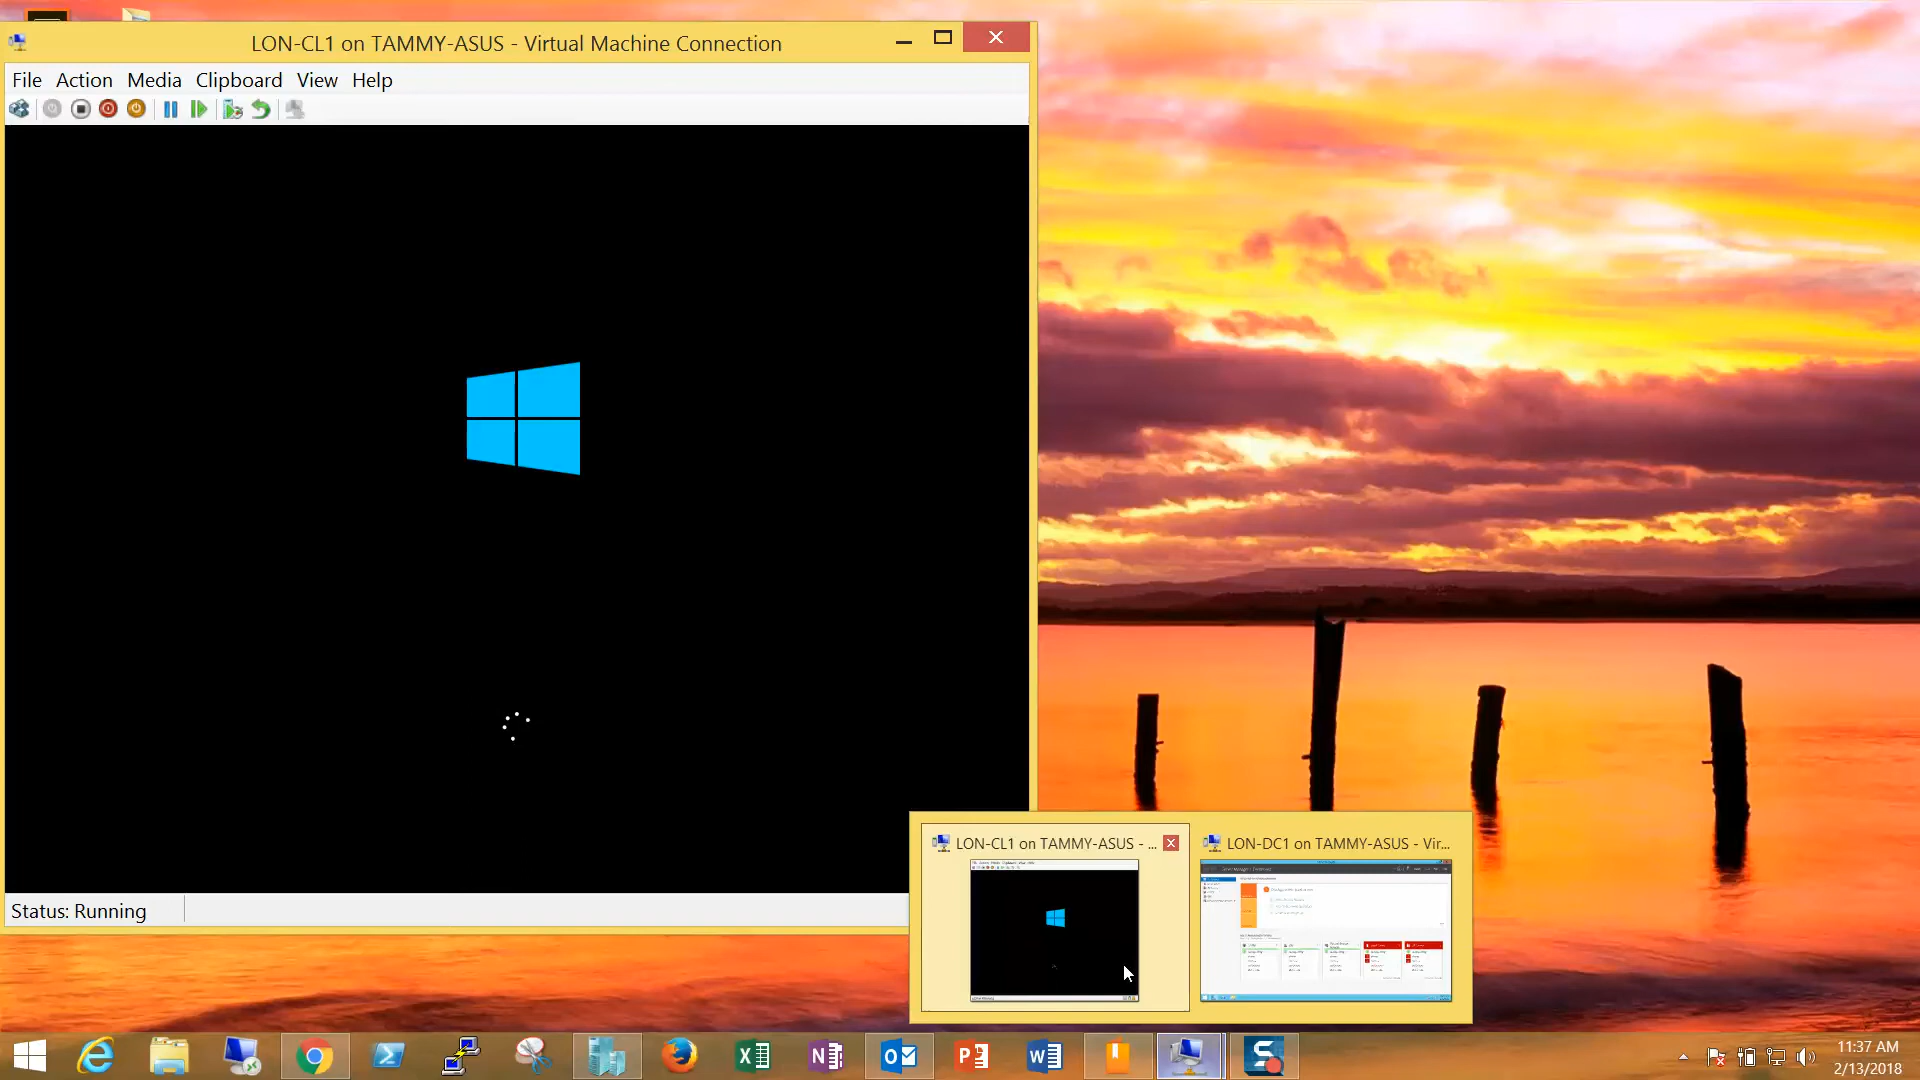 LON-CL1 on TAMMY-ASUS - Virtual Machine Connection
File Action Media Clipboard View Help
Status: Running
LON-CL1 on TAMMY-ASUS - ...
LON-DC1 on TAMMY-ASUS - Vir...
11:37 AM
2/13/2018